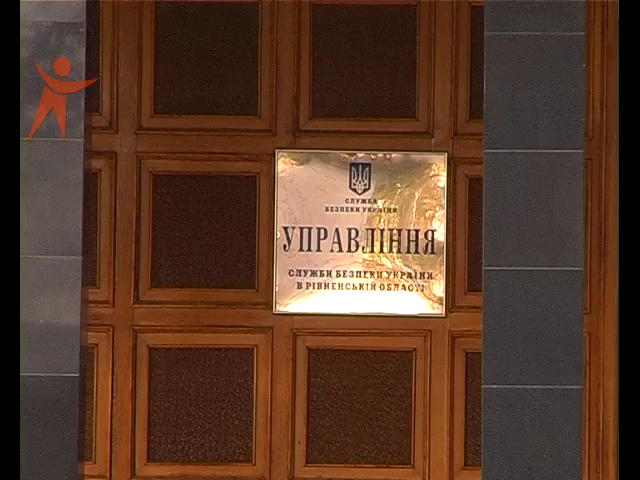 СЛУЖБА
БЕЗПЕКИ УКРАЇНИ
УПРАВЛІННЯ
СЛУЖБИ БЕЗПЕКИ УКРАЇНИ
В РІВНЕНСЬКІЙ ОБЛАСТІ